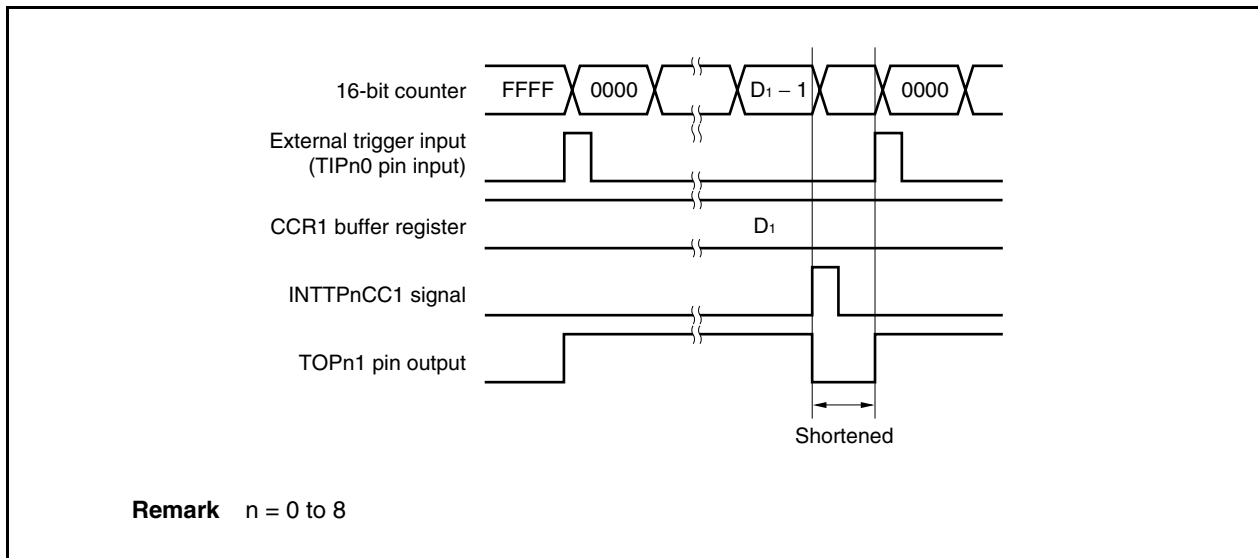 16-bit counter FFFF 0000 D₁ − 1 0000
External trigger input
(TIPn0 pin input)
CCR1 buffer register D₁
INTTPnCC1 signal
TOPn1 pin output
Shortened
Remark n = 0 to 8